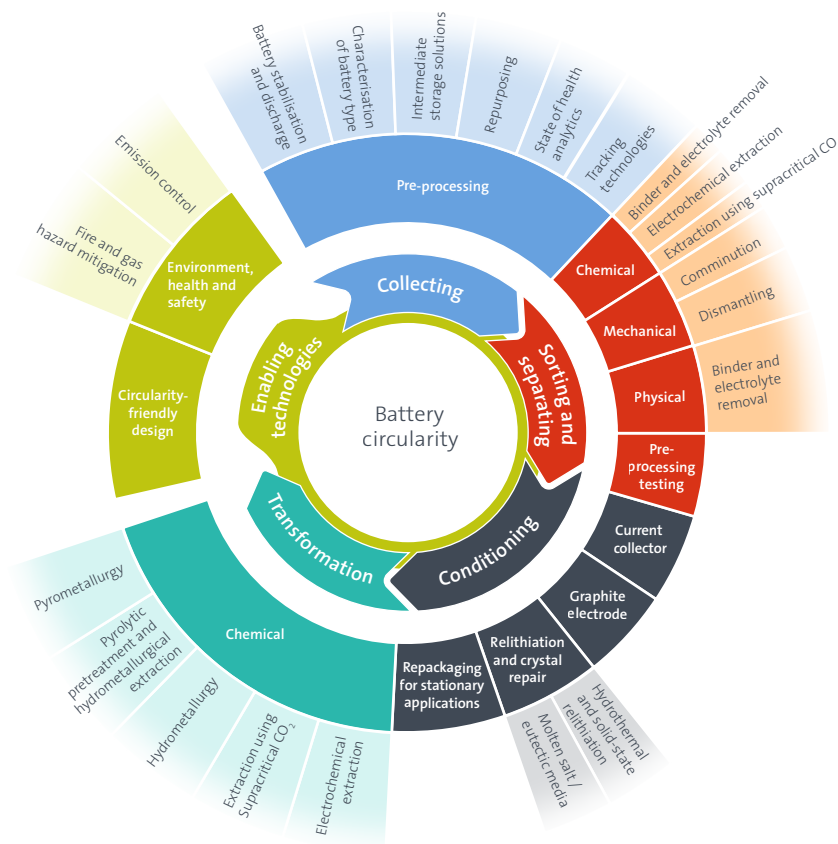 Battery
circularity
Collecting
Sorting and
separating
Conditioning
Transformation
Enabling
technologies
Pre-processing
Battery stabilisation
and discharge
Characterisation
of battery type
Intermediate
storage solutions
Repurposing
State of health
analytics
Tracking
technologies
Chemical
Binder and electrolyte removal
Electrochemical extraction
Extraction using supracritical CO
Mechanical
Comminution
Dismantling
Physical
Binder and
electrolyte
removal
Pre-
processing
testing
Current
collector
Graphite
electrode
Relithiation
and crystal
repair
Hydrothermal
and solid-state
relithiation
Molten salt /
eutectic media
Repackaging
for stationary
applications
Chemical
Electrochemical
extraction
Extraction using
Supracritical CO₂
Hydrometallurgy
Pyrolytic
pretreatment and
hydrometallurgical
extraction
Pyrometallurgy
Circularity-
friendly
design
Environment,
health and
safety
Fire and gas
hazard mitigation
Emission control